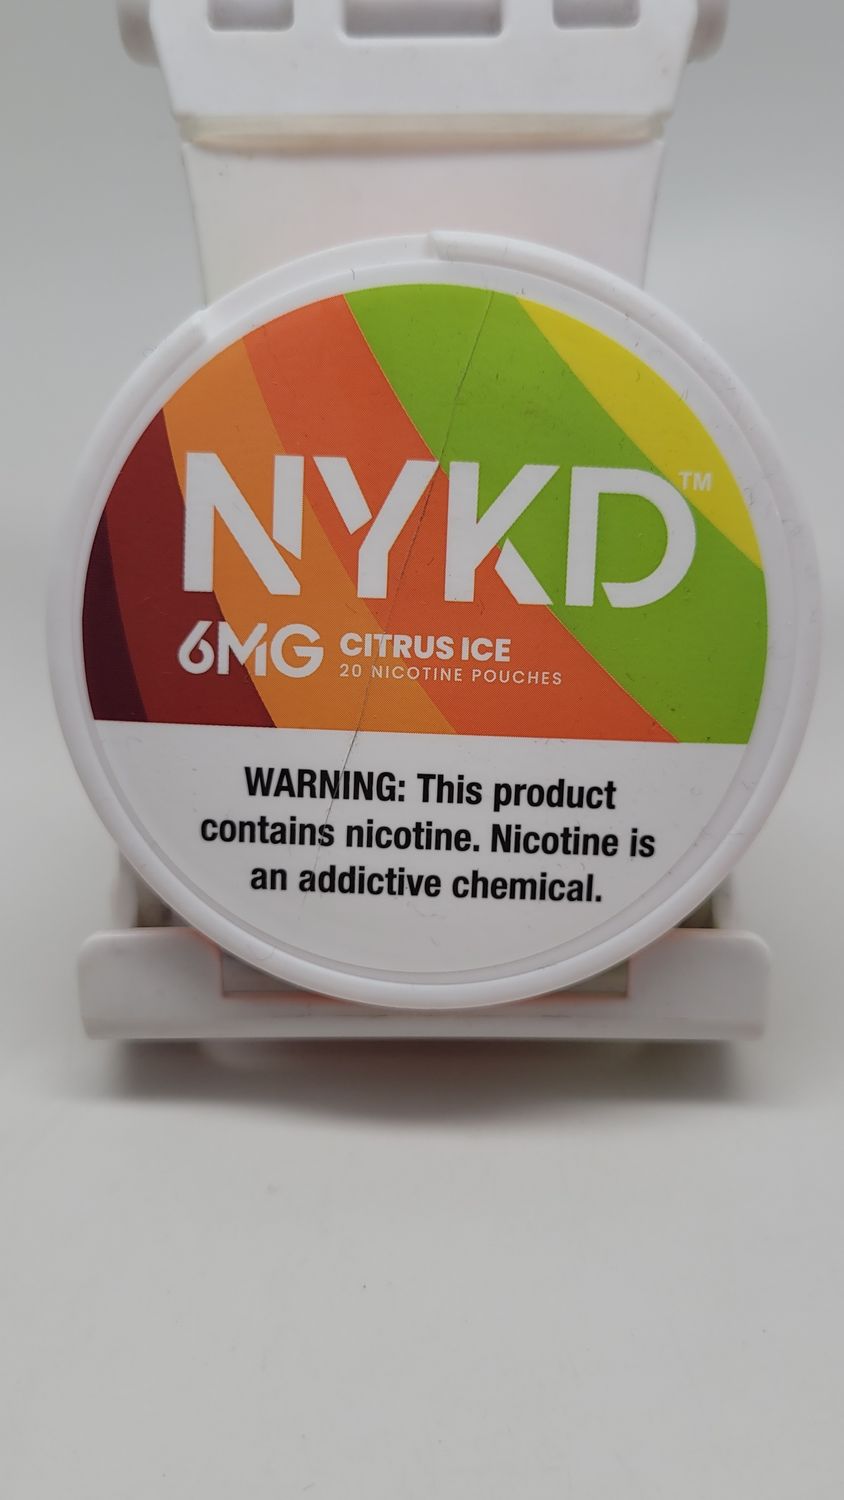 NYKD™
6MG CITRUS ICE
20 NICOTINE POUCHES
WARNING: This product
contains nicotine. Nicotine is
an addictive chemical.